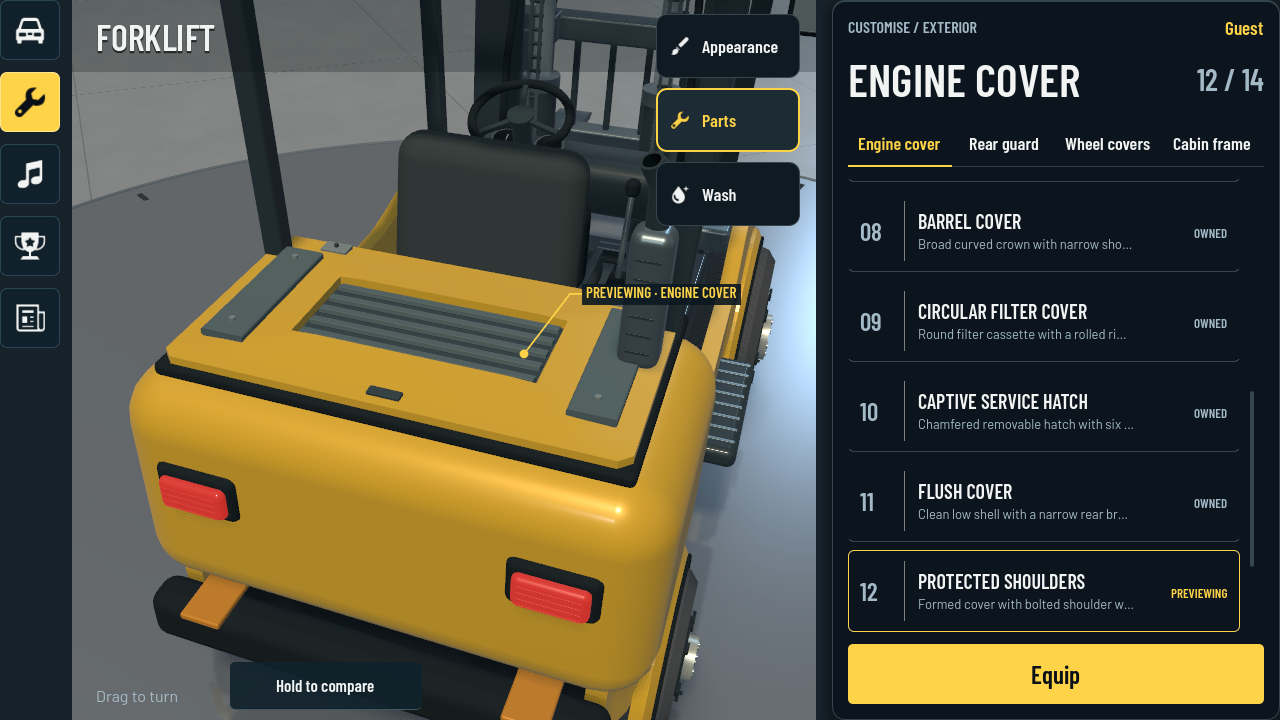 FORKLIFT
Appearance
Parts
Wash
PREVIEWING · ENGINE COVER
Drag to turn
Hold to compare
CUSTOMISE / EXTERIOR
Guest
ENGINE COVER
12 / 14
Engine cover
Rear guard
Wheel covers
Cabin frame
08
BARREL COVER
Broad curved crown with narrow sho…
OWNED
09
CIRCULAR FILTER COVER
Round filter cassette with a rolled ri…
OWNED
10
CAPTIVE SERVICE HATCH
Chamfered removable hatch with six …
OWNED
11
FLUSH COVER
Clean low shell with a narrow rear br…
OWNED
12
PROTECTED SHOULDERS
Formed cover with bolted shoulder w…
PREVIEWING
Equip